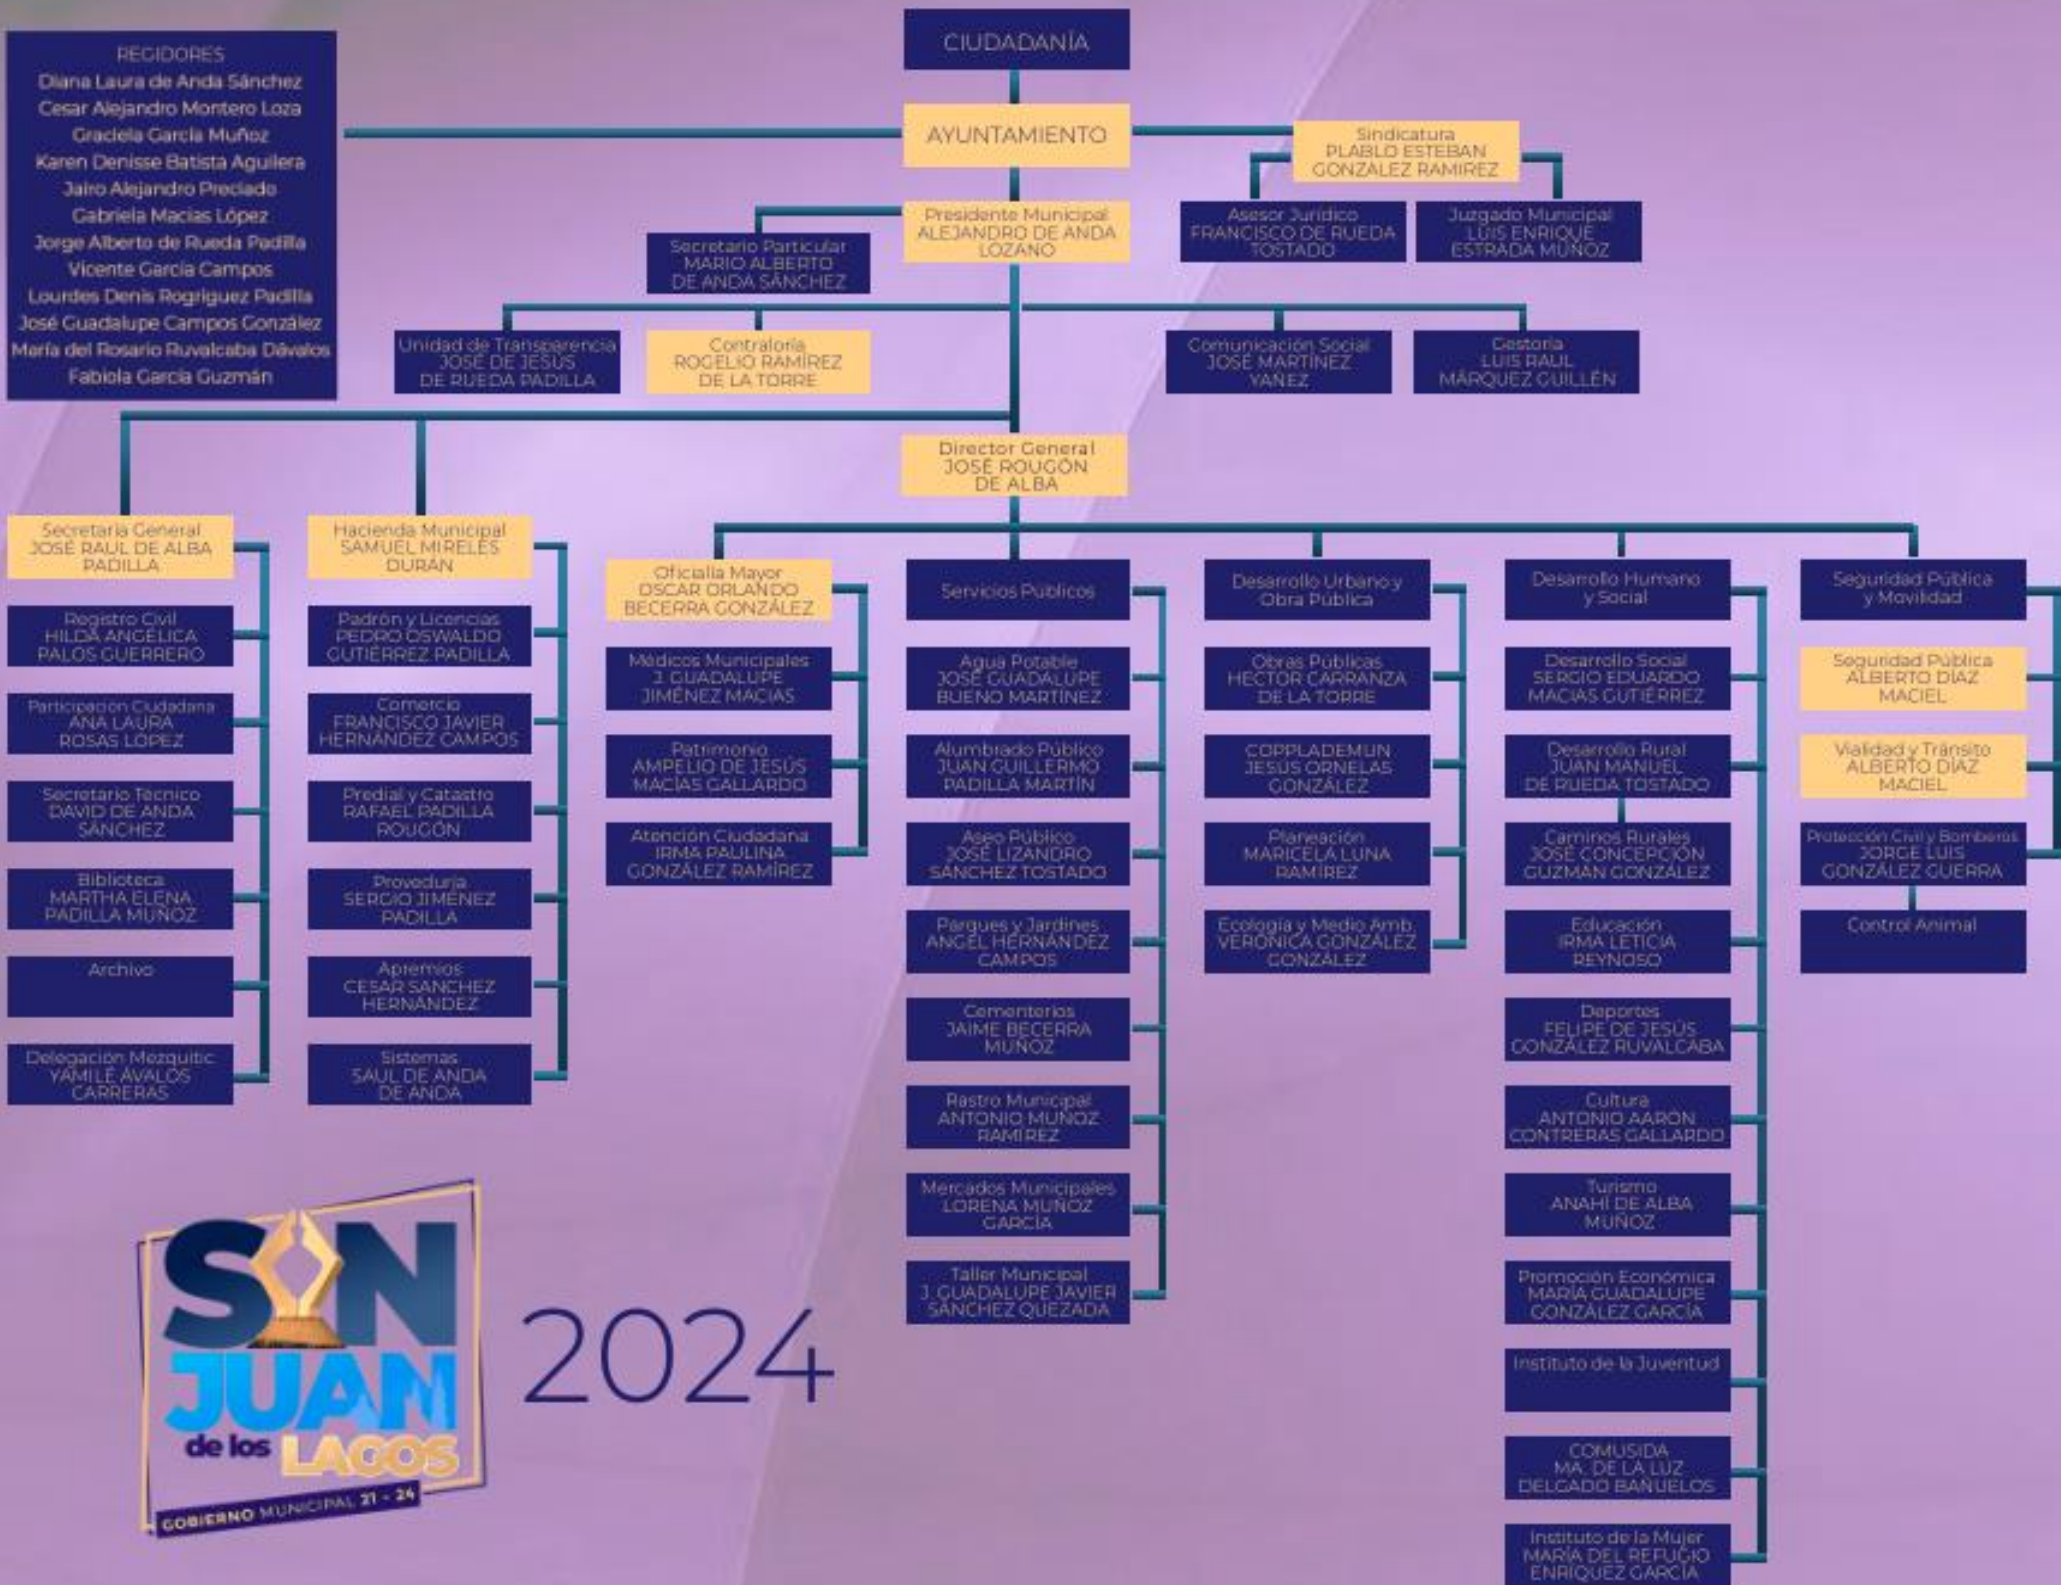 REGIDORES
Diana Laura de Anda Sánchez
Cesar Alejandro Montero Loza
Graciela García Muñoz
Karen Denisse Batista Aguilera
Jairo Alejandro Preciado
Gabriela Macias López
Jorge Alberto de Rueda Padilla
Vicente García Campos
Lourdes Denis Rogriguez Padilla
José Guadalupe Campos González
María del Rosario Ruvalcaba Dávalos
Fabiola García Guzmán
CIUDADANÍA
AYUNTAMIENTO
Sindicatura
PLABLO ESTEBAN
GONZÁLEZ RAMIREZ
Asesor Jurídico
FRANCISCO DE RUEDA
TOSTADO
Juzgado Municipal
LUIS ENRIQUE
ESTRADA MUÑOZ
Presidente Municipal
ALEJANDRO DE ANDA
LOZANO
Secretario Particular
MARIO ALBERTO
DE ANDA SÁNCHEZ
Unidad de Transparencia
JOSÉ DE JESÚS
DE RUEDA PADILLA
Contraloría
ROGELIO RAMÍREZ
DE LA TORRE
Comunicación Social
JOSÉ MARTÍNEZ
YAÑEZ
Gestoría
LUIS RAUL
MÁRQUEZ GUILLÉN
Director General
JOSÉ ROUGÓN
DE ALBA
Secretaria General
JOSÉ RAUL DE ALBA
PADILLA
Registro Civil
HILDA ANGÉLICA
PALOS GUERRERO
Participación Ciudadana
ANA LAURA
ROSAS LÓPEZ
Secretario Técnico
DAVID DE ANDA
SÁNCHEZ
Biblioteca
MARTHA ELENA
PADILLA MUÑOZ
Archivo
Delegación Mezquitic
YAMILE ÁVALOS
CARRERAS
Hacienda Municipal
SAMUEL MIRELES
DURÁN
Padrón y Licencias
PEDRO OSWALDO
GUTIÉRREZ PADILLA
Comercio
FRANCISCO JAVIER
HERNÁNDEZ CAMPOS
Predial y Catastro
RAFAEL PADILLA
ROUGÓN
Proveduría
SERGIO JIMÉNEZ
PADILLA
Apremios
CESAR SANCHEZ
HERNÁNDEZ
Sistemas
SAUL DE ANDA
DE ANDA
Oficialia Mayor
OSCAR ORLANDO
BECERRA GONZÁLEZ
Médicos Municipales
J. GUADALUPE
JIMÉNEZ MACIAS
Patrimonio
AMPELIO DE JESÚS
MACÍAS GALLARDO
Atención Ciudadana
IRMA PAULINA
GONZÁLEZ RAMÍREZ
Servicios Públicos
Agua Potable
JOSÉ GUADALUPE
BUENO MARTÍNEZ
Alumbrado Público
JUAN GUILLERMO
PADILLA MARTÍN
Aseo Público
JOSÉ LIZANDRO
SÁNCHEZ TOSTADO
Parques y Jardines
ANGEL HERNÁNDEZ
CAMPOS
Cementerios
JAIME BECERRA
MUÑOZ
Rastro Municipal
ANTONIO MUÑOZ
RAMÍREZ
Mercados Municipales
LORENA MUÑOZ
GARCÍA
Taller Municipal
J. GUADALUPE JAVIER
SÁNCHEZ QUEZADA
Desarrollo Urbano y
Obra Pública
Obras Públicas
HECTOR CARRANZA
DE LA TORRE
COPPLADEMUN
JESÚS ORNELAS
GONZÁLEZ
Planeación
MARICELA LUNA
RAMÍREZ
Ecología y Medio Amb.
VERÓNICA GONZÁLEZ
GONZÁLEZ
Desarrollo Humano
y Social
Desarrollo Social
SERGIO EDUARDO
MACIAS GUTIÉRREZ
Desarrollo Rural
JUAN MANUEL
DE RUEDA TOSTADO
Caminos Rurales
JOSÉ CONCEPCIÓN
GUZMÁN GONZÁLEZ
Educación
IRMA LETICIA
REYNOSO
Deportes
FELIPE DE JESÚS
GONZÁLEZ RUVALCABA
Cultura
ANTONIO AARÓN
CONTRERAS GALLARDO
Turismo
ANAHÍ DE ALBA
MUÑOZ
Promoción Económica
MARÍA GUADALUPE
GONZÁLEZ GARCÍA
Instituto de la Juventud
COMUSIDA
MA. DE LA LUZ
DELGADO BAÑUELOS
Instituto de la Mujer
MARÍA DEL REFUGIO
ENRIQUEZ GARCÍA
Seguridad Pública
y Movilidad
Seguridad Pública
ALBERTO DÍAZ
MACIEL
Vialidad y Tránsito
ALBERTO DÍAZ
MACIEL
Protección Civil y Bomberos
JORGE LUIS
GONZÁLEZ GUERRA
Control Animal
SAN
JUAN
de los LAGOS
GOBIERNO MUNICIPAL 21 - 24
2024